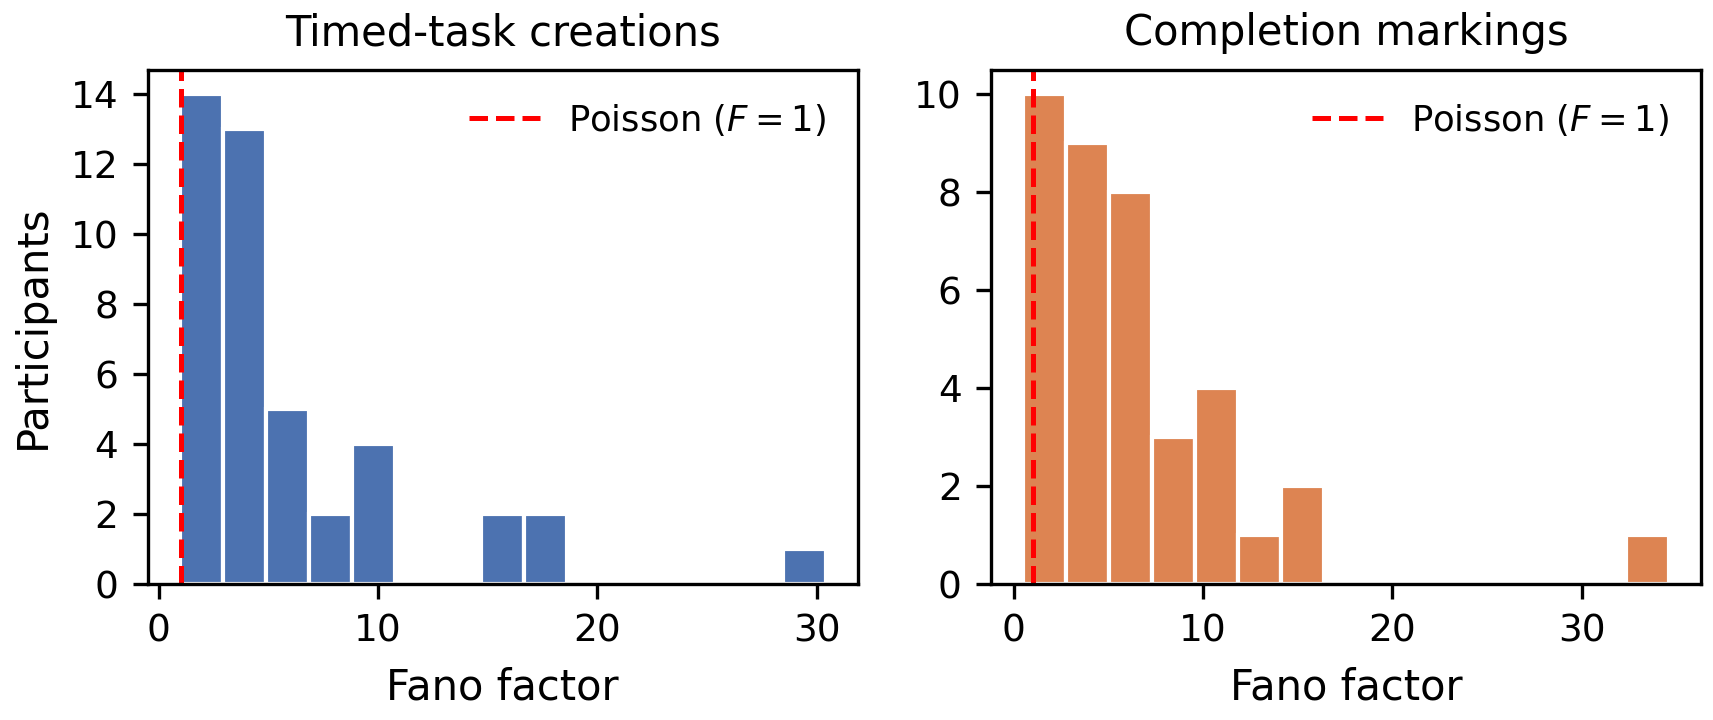 Timed-task creations
Participants
14
12
10
8
6
4
2
0
Poisson (F = 1)
0 10 20 30
Fano factor
Completion markings
10
8
6
4
2
0
Poisson (F = 1)
0 10 20 30
Fano factor